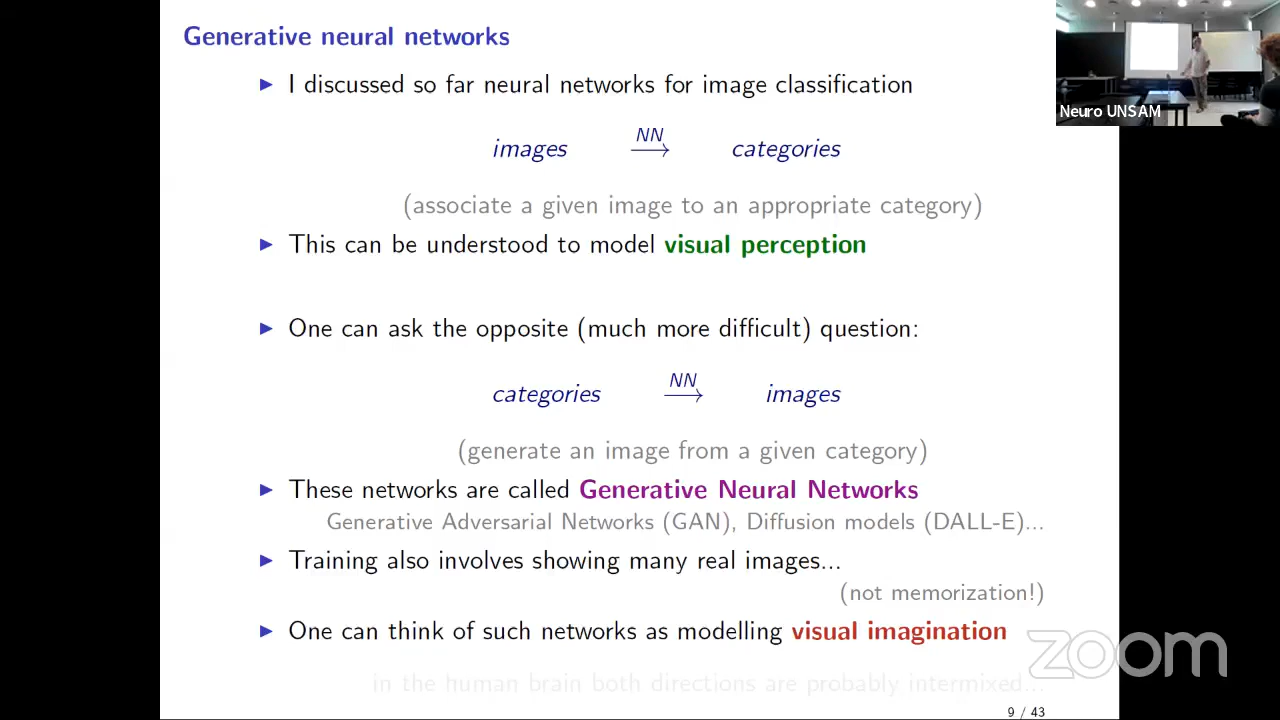 Generative neural networks
▶ I discussed so far neural networks for image classification
images NN → categories
(associate a given image to an appropriate category)
▶ This can be understood to model visual perception
▶ One can ask the opposite (much more difficult) question:
categories NN → images
(generate an image from a given category)
▶ These networks are called Generative Neural Networks
Generative Adversarial Networks (GAN), Diffusion models (DALL-E)...
▶ Training also involves showing many real images...
(not memorization!)
▶ One can think of such networks as modelling visual imagination
in the human brain both directions are probably intermixed...
9 / 43
Neuro UNSAM
zoom